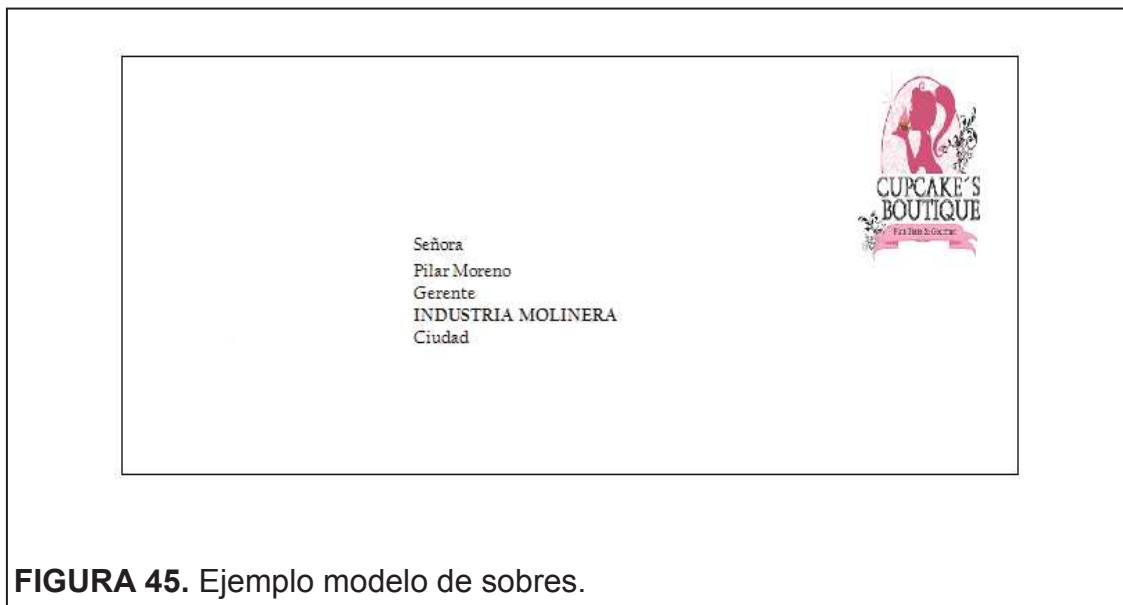 CUPCAKE´S
BOUTIQUE
Señora
Pilar Moreno
Gerente
INDUSTRIA MOLINERA
Ciudad
FIGURA 45. Ejemplo modelo de sobres.